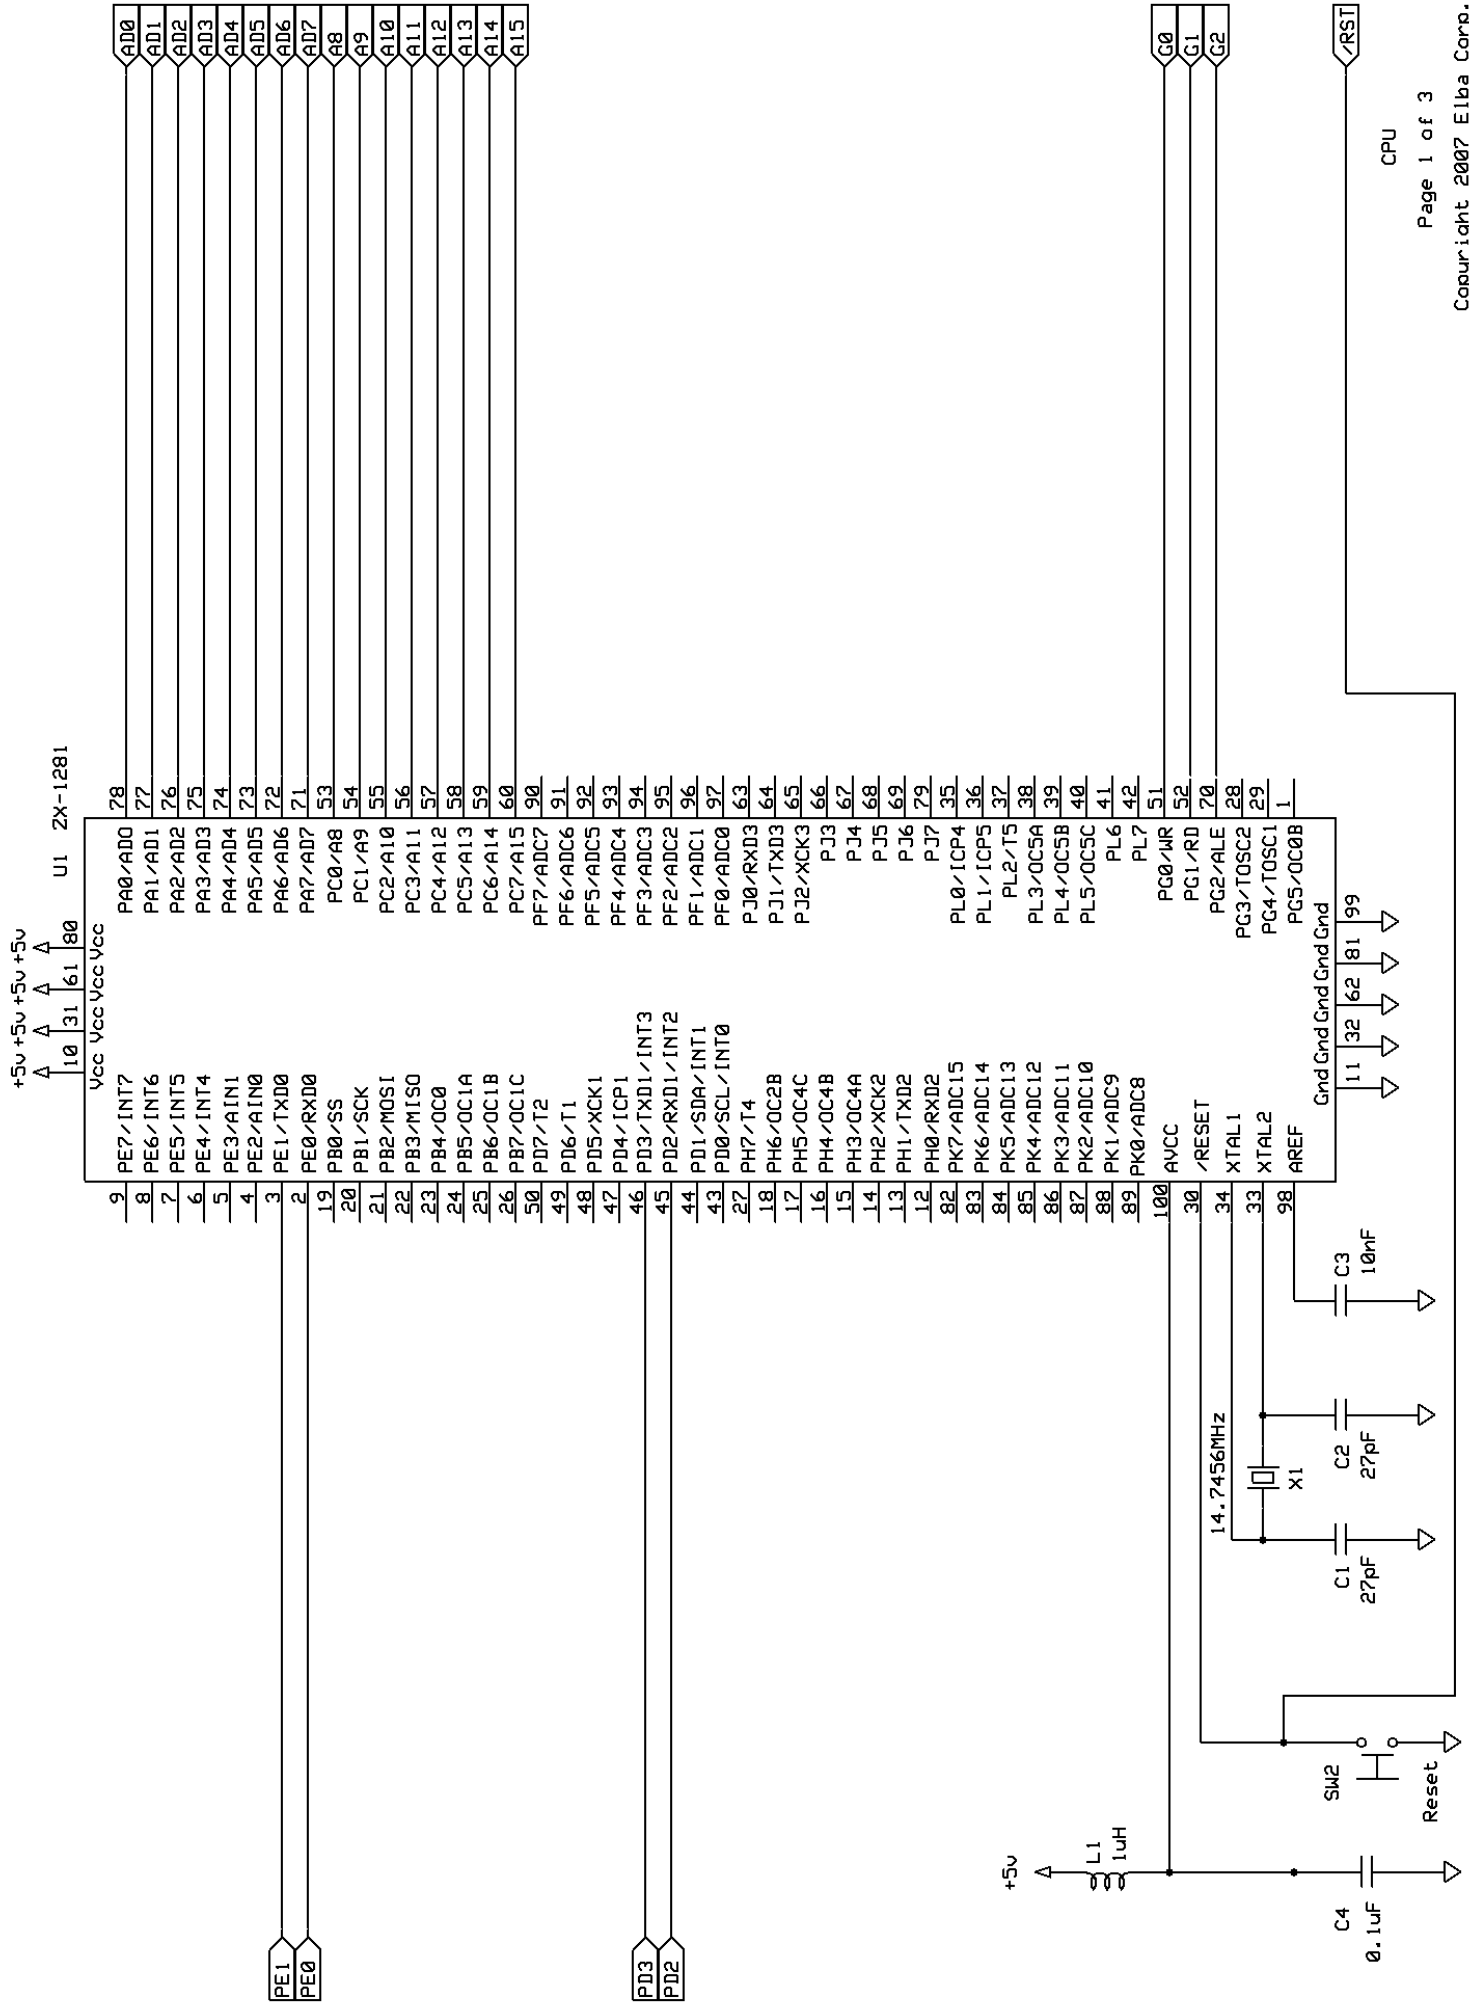 +5v +5v +5v +5v
U1 ZX-1281
10 31 61 80
Vcc Vcc Vcc Vcc
9 PE7/INT7 PA0/AD0 78 AD0
8 PE6/INT6 PA1/AD1 77 AD1
7 PE5/INT5 PA2/AD2 76 AD2
6 PE4/INT4 PA3/AD3 75 AD3
5 PE3/AIN1 PA4/AD4 74 AD4
4 PE2/AIN0 PA5/AD5 73 AD5
PE1 3 PE1/TXD0 PA6/AD6 72 AD6
PE0 2 PE0/RXD0 PA7/AD7 71 AD7
19 PB0/SS PC0/A8 53 A8
20 PB1/SCK PC1/A9 54 A9
21 PB2/MOSI PC2/A10 55 A10
22 PB3/MISO PC3/A11 56 A11
23 PB4/OC0 PC4/A12 57 A12
24 PB5/OC1A PC5/A13 58 A13
25 PB6/OC1B PC6/A14 59 A14
26 PB7/OC1C PC7/A15 60 A15
50 PD7/T2 PF7/ADC7 90
49 PD6/T1 PF6/ADC6 91
48 PD5/XCK1 PF5/ADC5 92
47 PD4/ICP1 PF4/ADC4 93
PD3 46 PD3/TXD1/INT3 PF3/ADC3 94
PD2 45 PD2/RXD1/INT2 PF2/ADC2 95
44 PD1/SDA/INT1 PF1/ADC1 96
43 PD0/SCL/INT0 PF0/ADC0 97
27 PH7/T4 PJ0/RXD3 63
18 PH6/OC2B PJ1/TXD3 64
17 PH5/OC4C PJ2/XCK3 65
16 PH4/OC4B PJ3 66
15 PH3/OC4A PJ4 67
14 PH2/XCK2 PJ5 68
13 PH1/TXD2 PJ6 69
12 PH0/RXD2 PJ7 79
82 PK7/ADC15 PL0/ICP4 35
83 PK6/ADC14 PL1/ICP5 36
84 PK5/ADC13 PL2/T5 37
85 PK4/ADC12 PL3/OC5A 38
86 PK3/ADC11 PL4/OC5B 39
87 PK2/ADC10 PL5/OC5C 40
88 PK1/ADC9 PL6 41
89 PK0/ADC8 PL7 42
100 AVCC PG0/WR 51 G0
30 /RESET PG1/RD 52 G1
34 XTAL1 PG2/ALE 70 G2
33 XTAL2 PG3/TOSC2 28
PG4/TOSC1 29
98 AREF PG5/OC0B 1
Gnd Gnd Gnd Gnd Gnd
11 32 62 81 99
+5v
L1
1uH
14.7456MHz
X1
C4
0.1uF
SW2
Reset
C1
27pF
C2
27pF
C3
10nF
/RST
CPU
Page 1 of 3
Copyright 2007 Elba Corp.